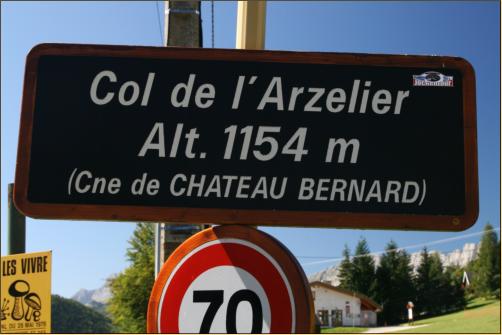 Col de l'Arzelier
Alt. 1154 m
(Cne de CHATEAU BERNARD)
70
LES VIVRE